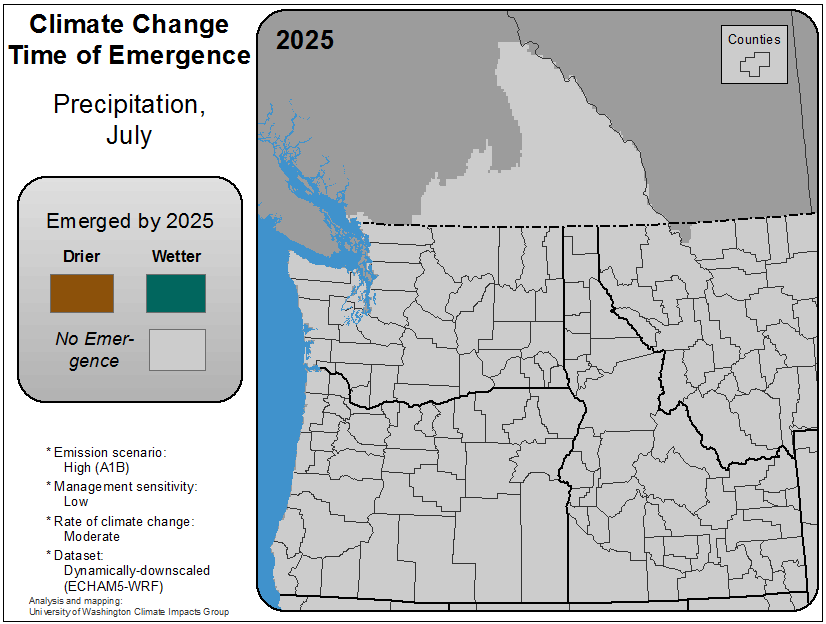 Climate Change
Time of Emergence
Precipitation,
July
Emerged by 2025
Drier
Wetter
No Emer-
gence
* Emission scenario:
High (A1B)
* Management sensitivity:
Low
* Rate of climate change:
Moderate
* Dataset:
Dynamically-downscaled
(ECHAM5-WRF)
Analysis and mapping:
University of Washington Climate Impacts Group
2025
Counties